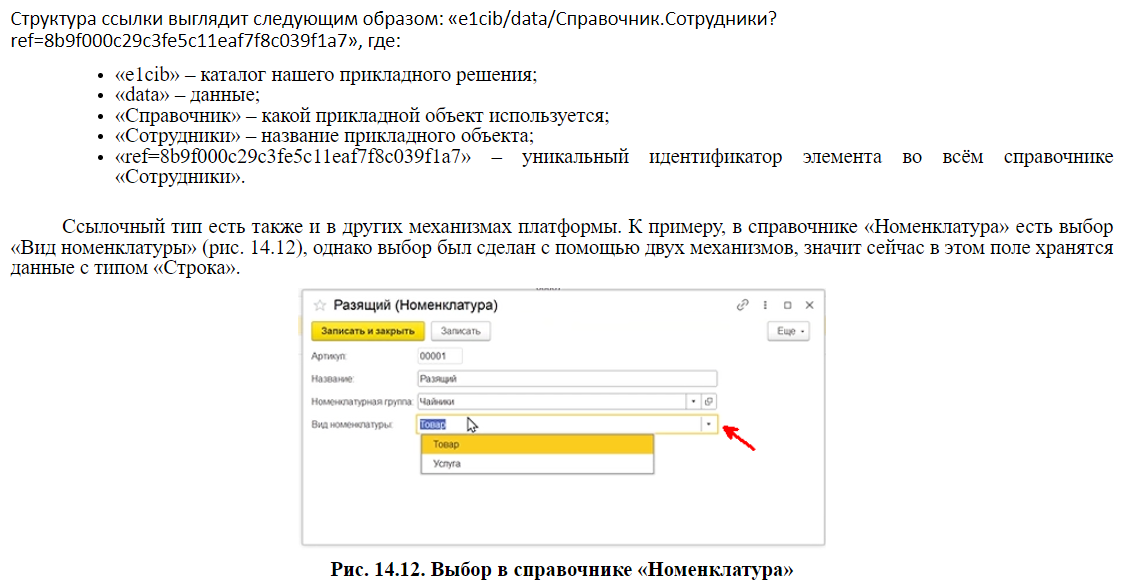 Структура ссылки выглядит следующим образом: «e1cib/data/Справочник.Сотрудники?
ref=8b9f000c29c3fe5c11eaf7f8c039f1a7», где:
• «e1cib» – каталог нашего прикладного решения;
• «data» – данные;
• «Справочник» – какой прикладной объект используется;
• «Сотрудники» – название прикладного объекта;
• «ref=8b9f000c29c3fe5c11eaf7f8c039f1a7» – уникальный идентификатор элемента во всём справочнике
«Сотрудники».
Ссылочный тип есть также и в других механизмах платформы. К примеру, в справочнике «Номенклатура» есть выбор
«Вид номенклатуры» (рис. 14.12), однако выбор был сделан с помощью двух механизмов, значит сейчас в этом поле хранятся
данные с типом «Строка».
Разящий (Номенклатура)
Записать и закрыть Записать Еще
Артикул: 00001
Название: Разящий
Номенклатурная группа: Чайники
Вид номенклатуры: Товар
Товар
Услуга
Рис. 14.12. Выбор в справочнике «Номенклатура»